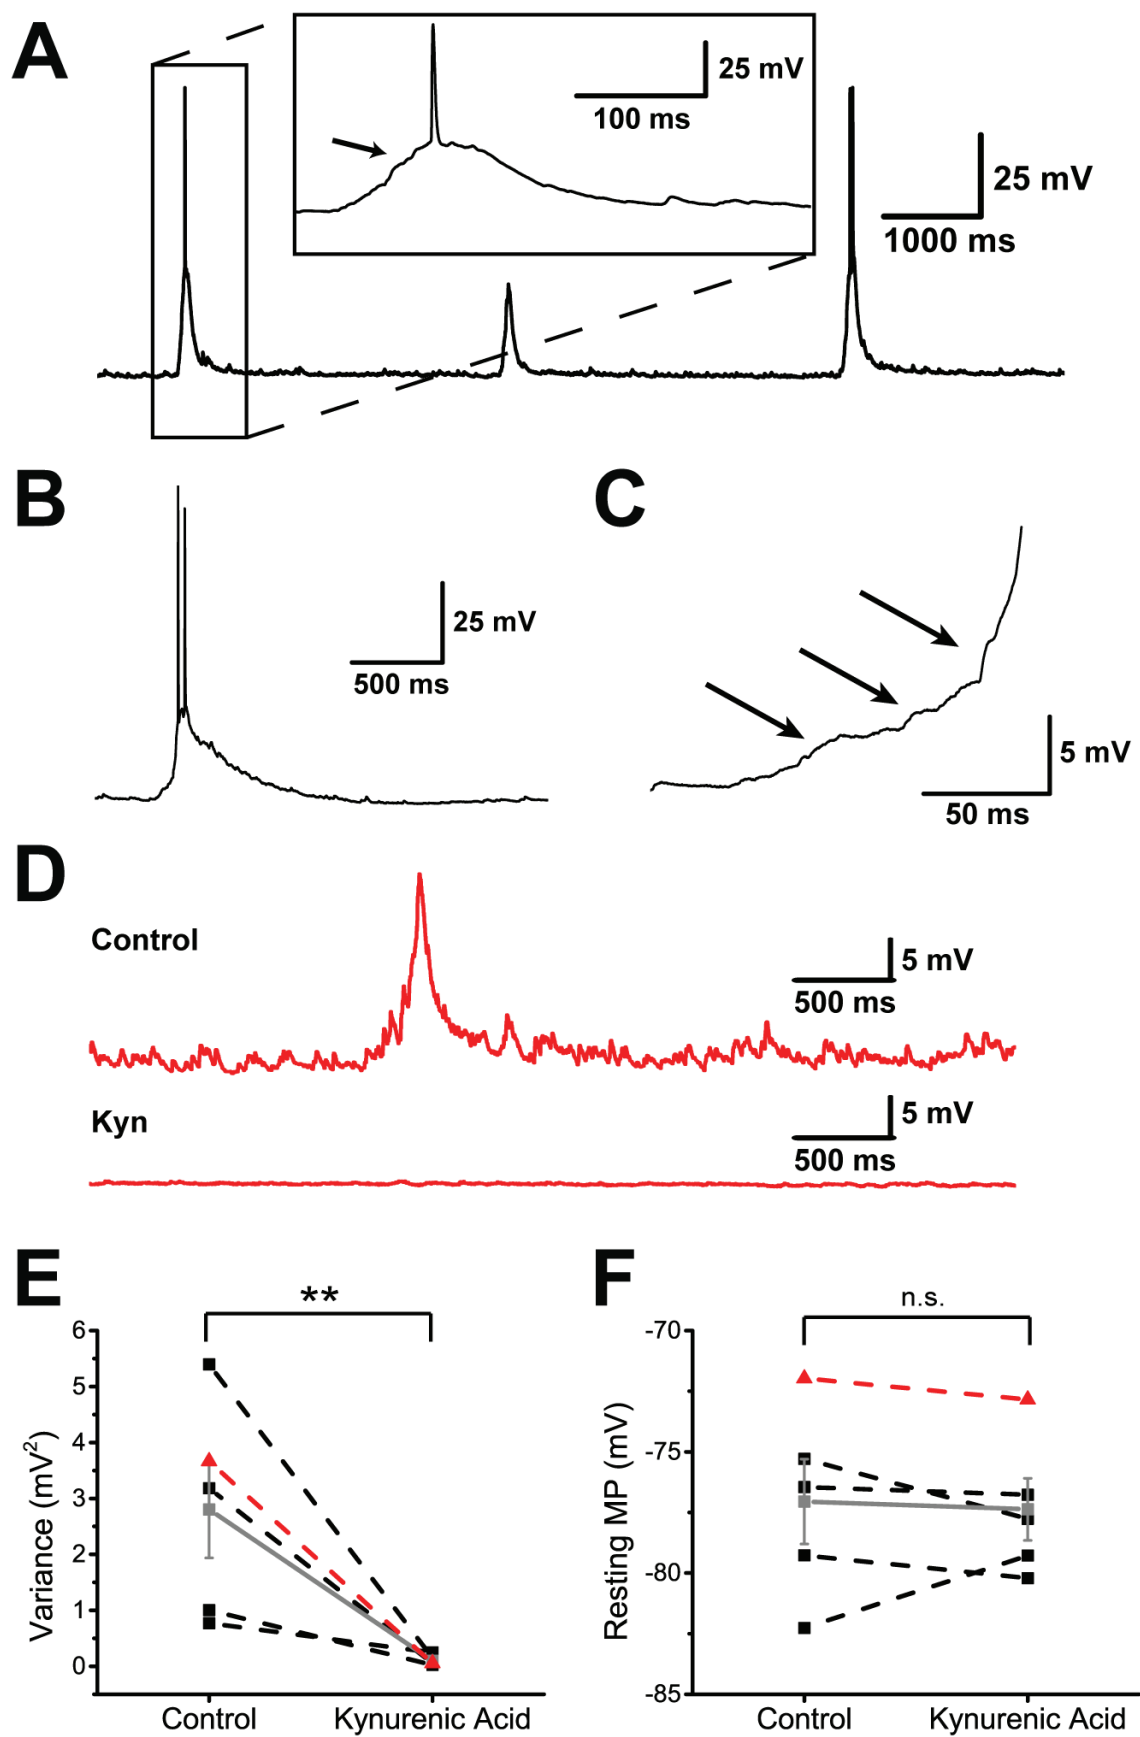 A
25 mV
100 ms
25 mV
1000 ms
B
25 mV
500 ms
C
5 mV
50 ms
D
Control
5 mV
500 ms
Kyn
5 mV
500 ms
E
**
6
5
4
3
2
1
0
Variance (mV²)
Control
Kynurenic Acid
F
n.s.
-70
-75
-80
-85
Resting MP (mV)
Control
Kynurenic Acid